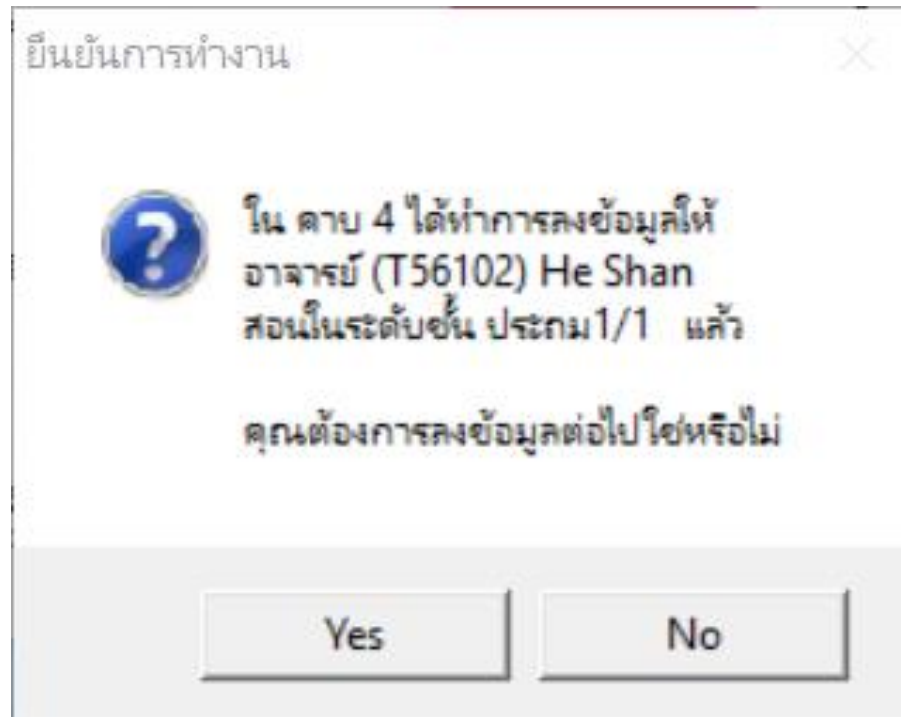 ยืนยันการทำงาน
ใน คาบ 4 ได้ทำการลงข้อมูลให้
อาจารย์ (T56102) He Shan
สอนในระดับชั้น ประถม1/1 แล้ว
คุณต้องการลงข้อมูลต่อไปใช่หรือไม่
Yes
No